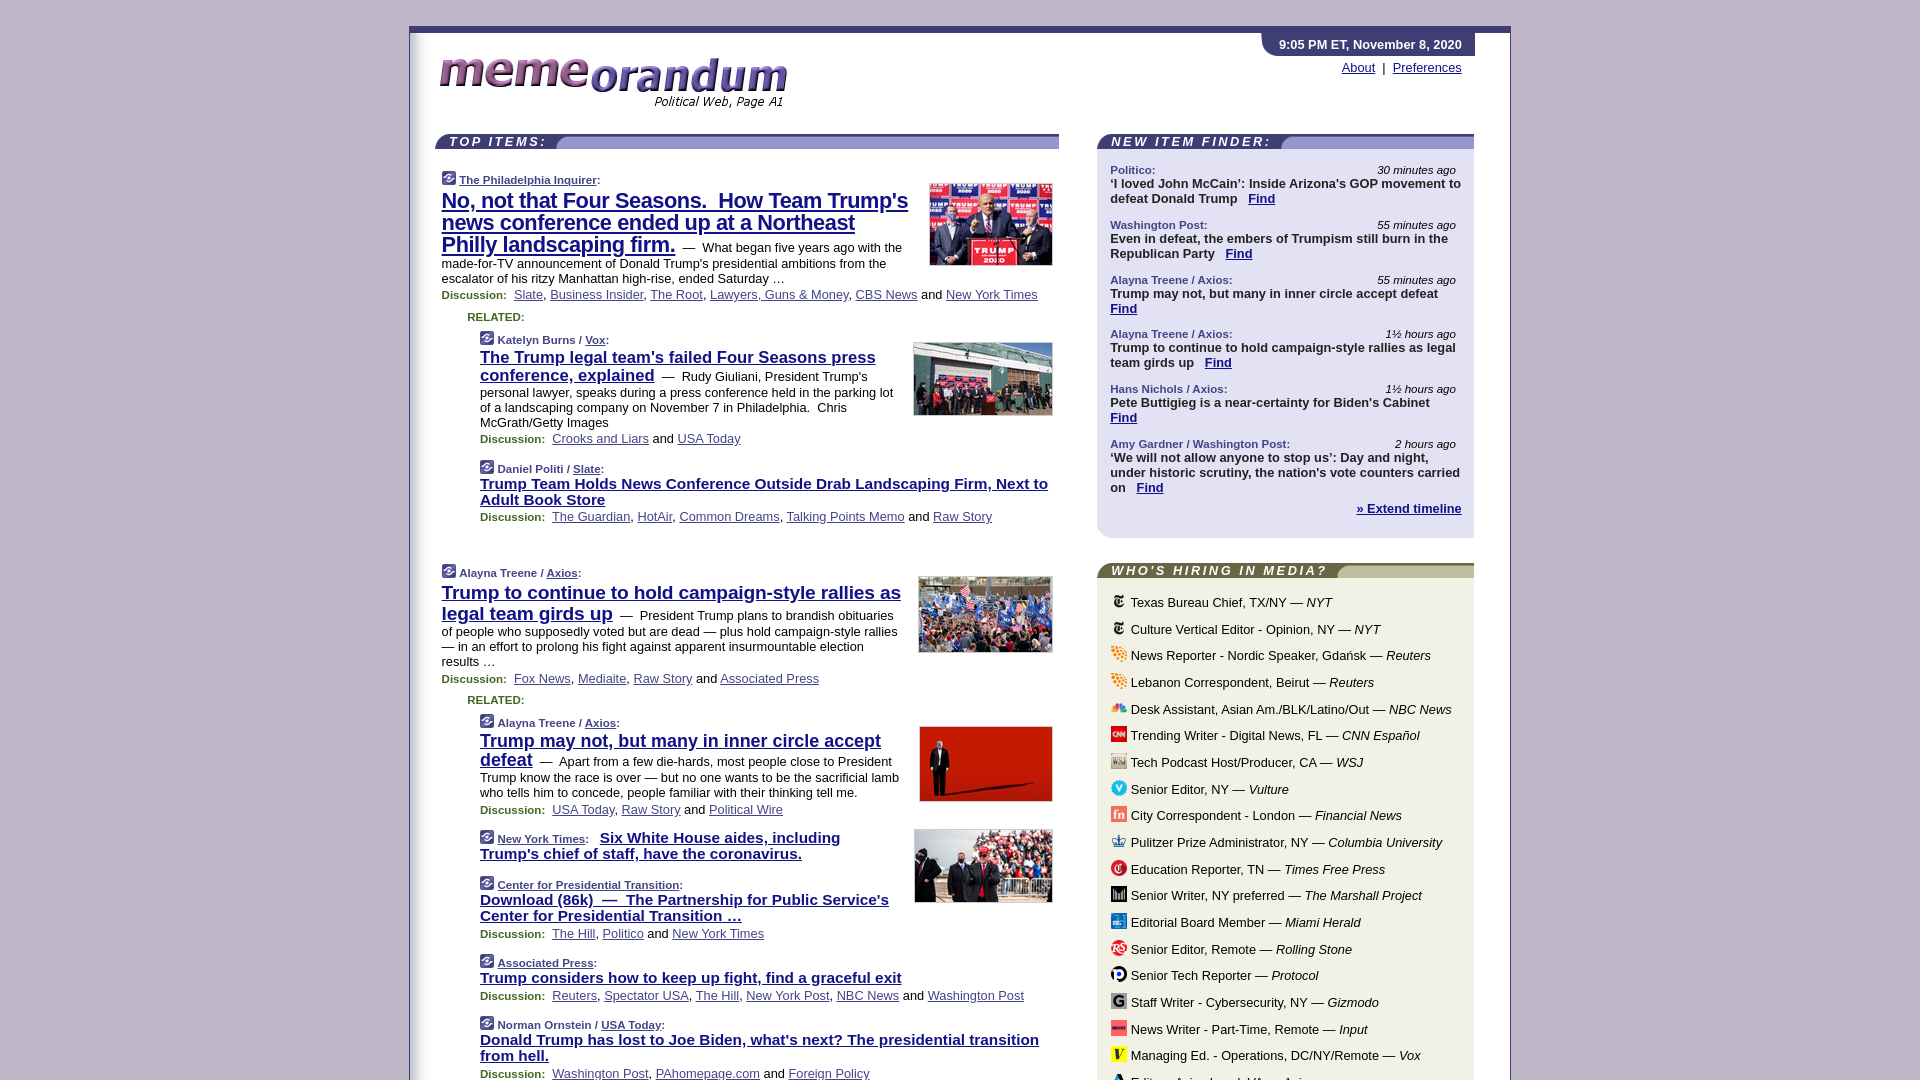 9:05 PM ET, November 8, 2020
memeorandum
Political Web, Page A1
About | Preferences
TOP ITEMS:
The Philadelphia Inquirer:
No, not that Four Seasons.  How Team Trump's
news conference ended up at a Northeast
Philly landscaping firm.  —  What began five years ago with the
made-for-TV announcement of Donald Trump's presidential ambitions from the
escalator of his ritzy Manhattan high-rise, ended Saturday …
Discussion:  Slate, Business Insider, The Root, Lawyers, Guns & Money, CBS News and New York Times
RELATED:
Katelyn Burns / Vox:
The Trump legal team's failed Four Seasons press
conference, explained  —  Rudy Giuliani, President Trump's
personal lawyer, speaks during a press conference held in the parking lot
of a landscaping company on November 7 in Philadelphia.  Chris
McGrath/Getty Images
Discussion:  Crooks and Liars and USA Today
Daniel Politi / Slate:
Trump Team Holds News Conference Outside Drab Landscaping Firm, Next to
Adult Book Store
Discussion:  The Guardian, HotAir, Common Dreams, Talking Points Memo and Raw Story
Alayna Treene / Axios:
Trump to continue to hold campaign-style rallies as
legal team girds up  —  President Trump plans to brandish obituaries
of people who supposedly voted but are dead — plus hold campaign-style rallies
— in an effort to prolong his fight against apparent insurmountable election
results …
Discussion:  Fox News, Mediaite, Raw Story and Associated Press
RELATED:
Alayna Treene / Axios:
Trump may not, but many in inner circle accept
defeat  —  Apart from a few die-hards, most people close to President
Trump know the race is over — but no one wants to be the sacrificial lamb
who tells him to concede, people familiar with their thinking tell me.
Discussion:  USA Today, Raw Story and Political Wire
New York Times:   Six White House aides, including
Trump's chief of staff, have the coronavirus.
Center for Presidential Transition:
Download (86k)  —  The Partnership for Public Service's
Center for Presidential Transition …
Discussion:  The Hill, Politico and New York Times
Associated Press:
Trump considers how to keep up fight, find a graceful exit
Discussion:  Reuters, Spectator USA, The Hill, New York Post, NBC News and Washington Post
Norman Ornstein / USA Today:
Donald Trump has lost to Joe Biden, what's next? The presidential transition
from hell.
Discussion:  Washington Post, PAhomepage.com and Foreign Policy
NEW ITEM FINDER:
Politico: 30 minutes ago
‘I loved John McCain’: Inside Arizona's GOP movement to
defeat Donald Trump   Find
Washington Post: 55 minutes ago
Even in defeat, the embers of Trumpism still burn in the
Republican Party   Find
Alayna Treene / Axios: 55 minutes ago
Trump may not, but many in inner circle accept defeat
Find
Alayna Treene / Axios: 1½ hours ago
Trump to continue to hold campaign-style rallies as legal
team girds up   Find
Hans Nichols / Axios: 1½ hours ago
Pete Buttigieg is a near-certainty for Biden's Cabinet
Find
Amy Gardner / Washington Post: 2 hours ago
‘We will not allow anyone to stop us’: Day and night,
under historic scrutiny, the nation's vote counters carried
on   Find
» Extend timeline
WHO'S HIRING IN MEDIA?
Texas Bureau Chief, TX/NY — NYT
Culture Vertical Editor - Opinion, NY — NYT
News Reporter - Nordic Speaker, Gdańsk — Reuters
Lebanon Correspondent, Beirut — Reuters
Desk Assistant, Asian Am./BLK/Latino/Out — NBC News
Trending Writer - Digital News, FL — CNN Español
Tech Podcast Host/Producer, CA — WSJ
Senior Editor, NY — Vulture
City Correspondent - London — Financial News
Pulitzer Prize Administrator, NY — Columbia University
Education Reporter, TN — Times Free Press
Senior Writer, NY preferred — The Marshall Project
Editorial Board Member — Miami Herald
Senior Editor, Remote — Rolling Stone
Senior Tech Reporter — Protocol
Staff Writer - Cybersecurity, NY — Gizmodo
News Writer - Part-Time, Remote — Input
Managing Ed. - Operations, DC/NY/Remote — Vox